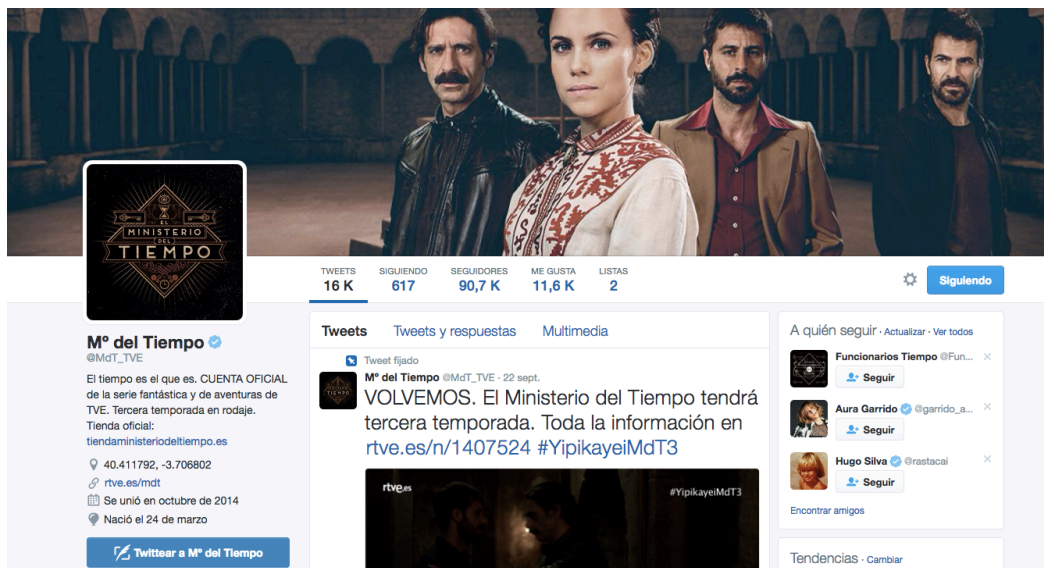 EL
MINISTERIO
DEL
TIEMPO
TWEETS
16 K
SIGUIENDO
617
SEGUIDORES
90,7 K
ME GUSTA
11,6 K
LISTAS
2
Siguiendo
Mº del Tiempo
@MdT_TVE
El tiempo es el que es. CUENTA OFICIAL
de la serie fantástica y de aventuras de
TVE. Tercera temporada en rodaje.
Tienda oficial:
tiendaministeriodeltiempo.es
40.411792, -3.706802
rtve.es/mdt
Se unió en octubre de 2014
Nació el 24 de marzo
Twittear a Mº del Tiempo
Tweets
Tweets y respuestas
Multimedia
Tweet fijado
Mº del Tiempo @MdT_TVE · 22 sept.
VOLVEMOS. El Ministerio del Tiempo tendrá
tercera temporada. Toda la información en
rtve.es/n/1407524 #YipikayeiMdT3
rtve.es
#YipikayeiMdT3
A quién seguir · Actualizar · Ver todos
Funcionarios Tiempo @Fun...
Seguir
Aura Garrido @garrido_a...
Seguir
Hugo Silva @rastacai
Seguir
Encontrar amigos
Tendencias · Cambiar